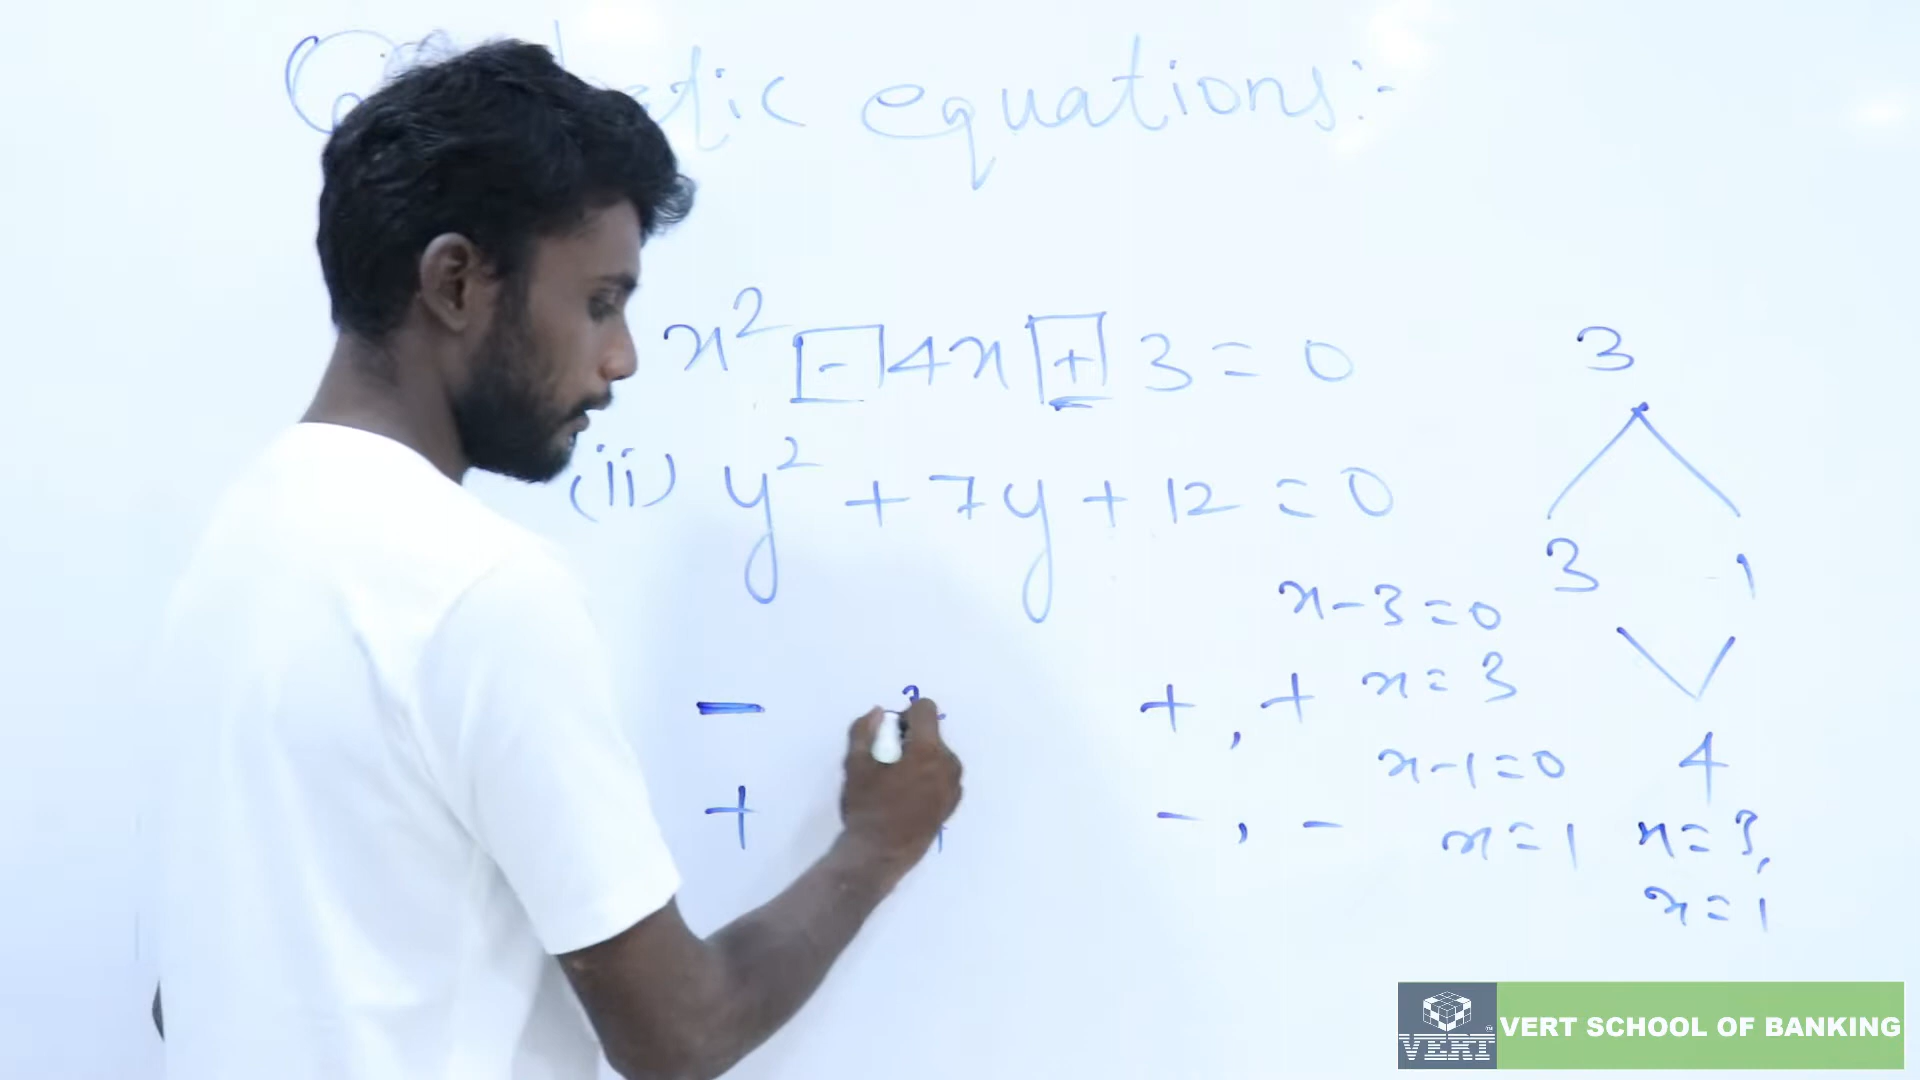 equations:-
x² - 4x + 3 = 0
(ii) y² + 7y + 12 = 0
3
3 1
4
x - 3 = 0
x = 3
x - 1 = 0
x = 1
x = 3,
x = 1
-
+
+ , +
- , -
VERT
VERT SCHOOL OF BANKING